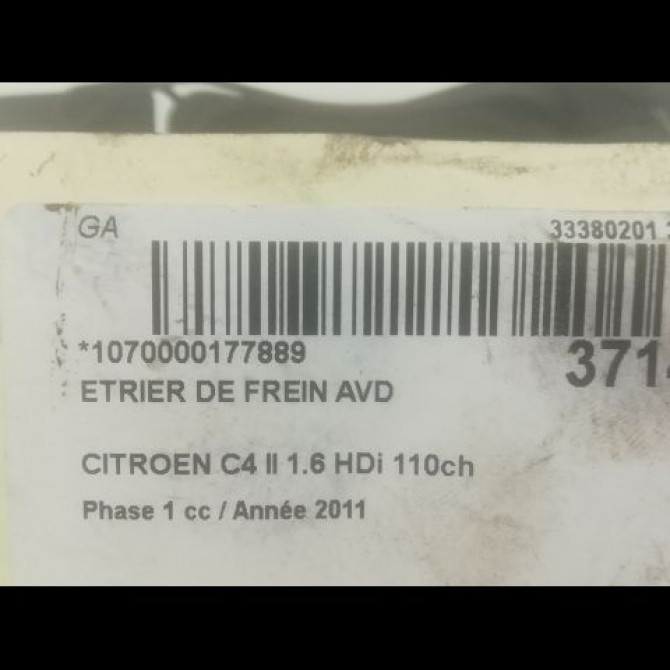 GA 33380201
*1070000177889
ETRIER DE FREIN AVD
CITROEN C4 II 1.6 HDi 110ch
Phase 1 cc / Année 2011